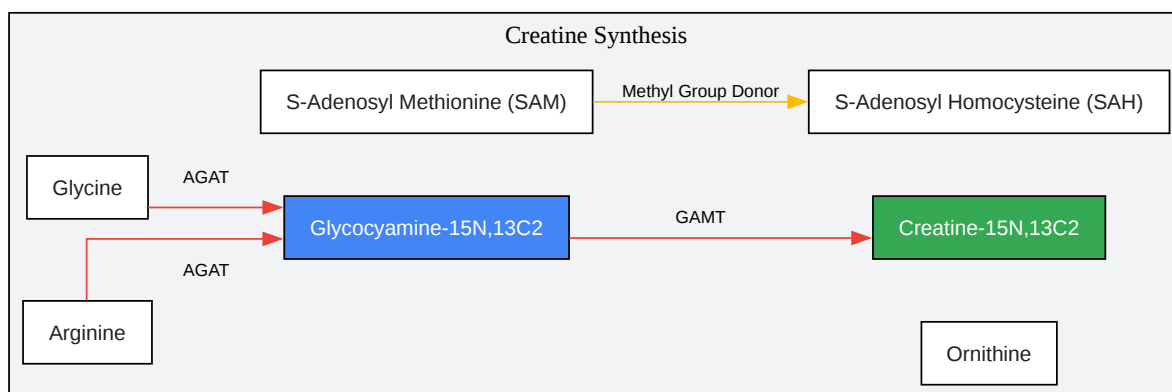 Creatine Synthesis
S-Adenosyl Methionine (SAM)
Methyl Group Donor
S-Adenosyl Homocysteine (SAH)
Glycine
AGAT
Glycocyamine-15N,13C2
GAMT
Creatine-15N,13C2
AGAT
Arginine
Ornithine